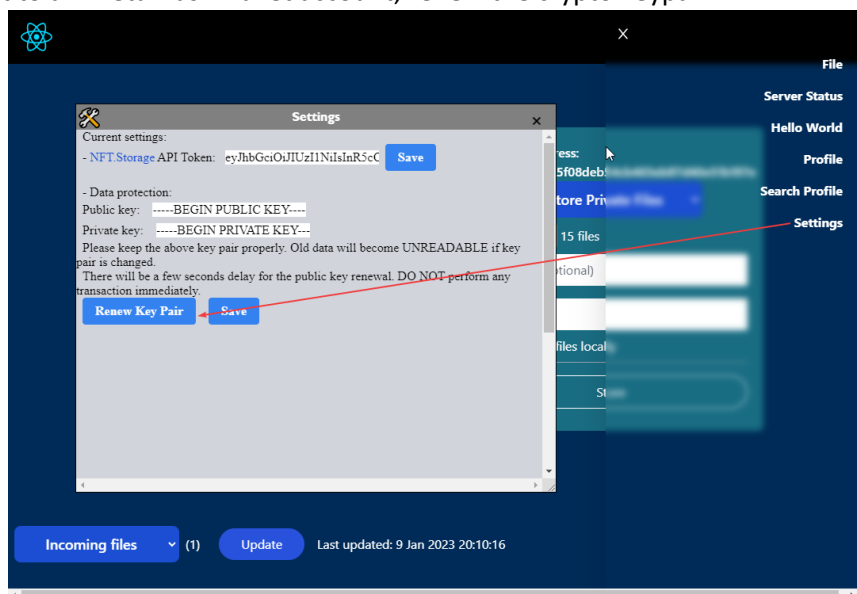 X
File
Server Status
Hello World
Profile
Search Profile
Settings
Settings
×
Current settings:
- NFT.Storage API Token: eyJhbGciOiJIUzI1NiIsInR5cC Save
- Data protection:
Public key: -----BEGIN PUBLIC KEY----
Private key: -----BEGIN PRIVATE KEY---
Please keep the above key pair properly. Old data will become UNREADABLE if key
pair is changed.
There will be a few seconds delay for the public key renewal. DO NOT perform any
transaction immediately.
Renew Key Pair Save
ress:
5f08deb
tore Pri
15 files
tional)
files local
St
Incoming files (1) Update Last updated: 9 Jan 2023 20:10:16